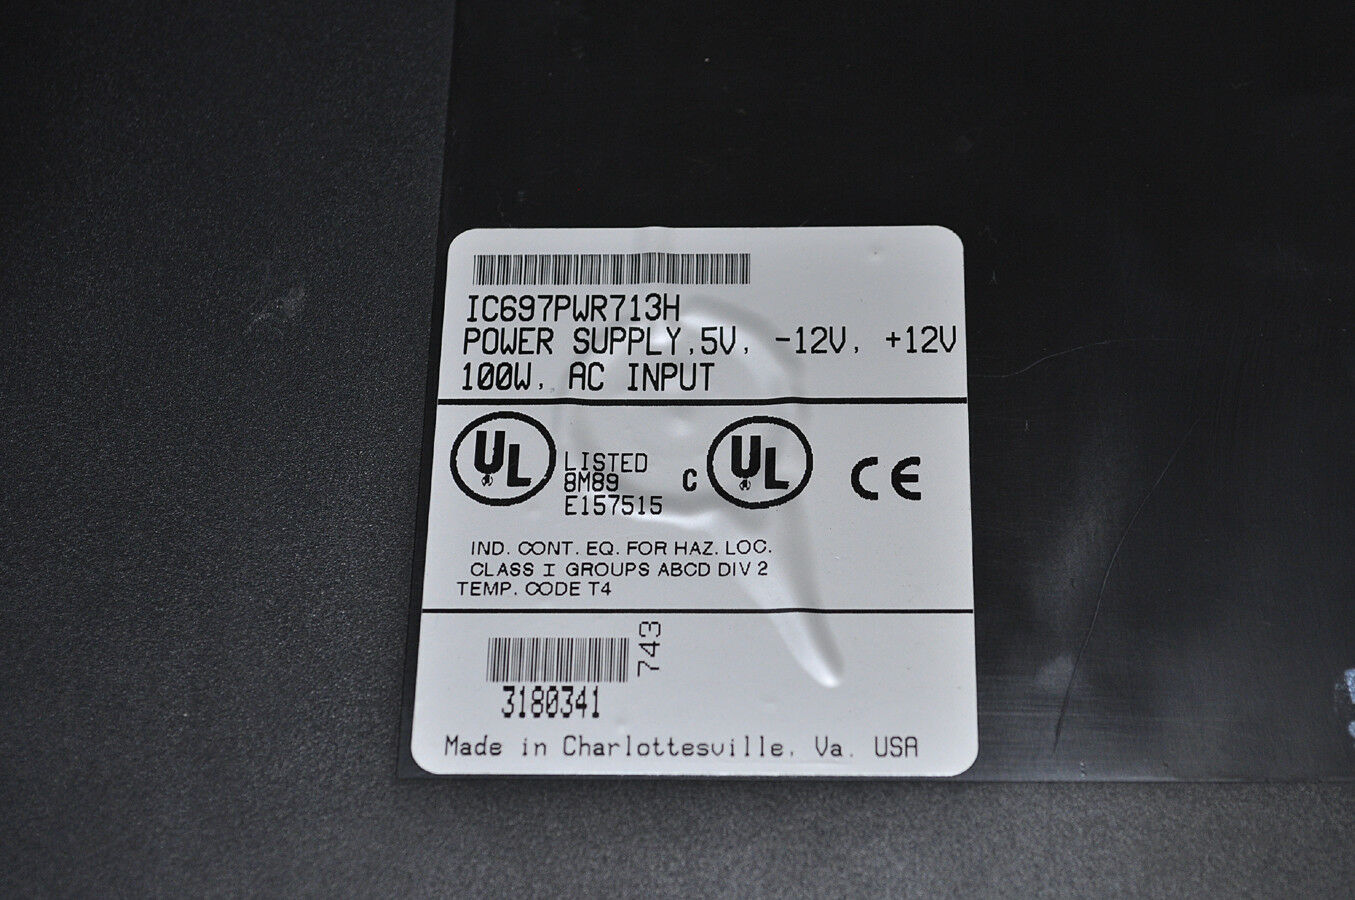 IC697PWR713H
POWER SUPPLY,5V, -12V, +12V
100W, AC INPUT
UL
LISTED
8M89
E157515
C UL CE
IND. CONT. EQ. FOR HAZ. LOC.
CLASS I GROUPS ABCD DIV 2
TEMP. CODE T4
743
3180341
Made in Charlottesville, Va. USA